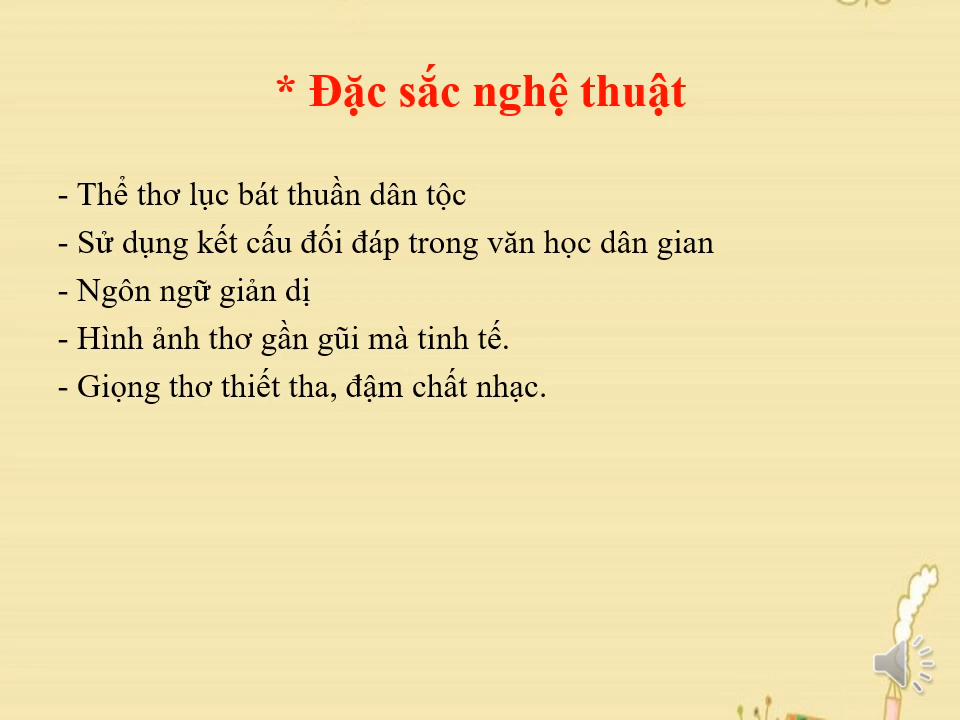 * Đặc sắc nghệ thuật
- Thể thơ lục bát thuần dân tộc
- Sử dụng kết cấu đối đáp trong văn học dân gian
- Ngôn ngữ giản dị
- Hình ảnh thơ gần gũi mà tinh tế.
- Giọng thơ thiết tha, đậm chất nhạc.